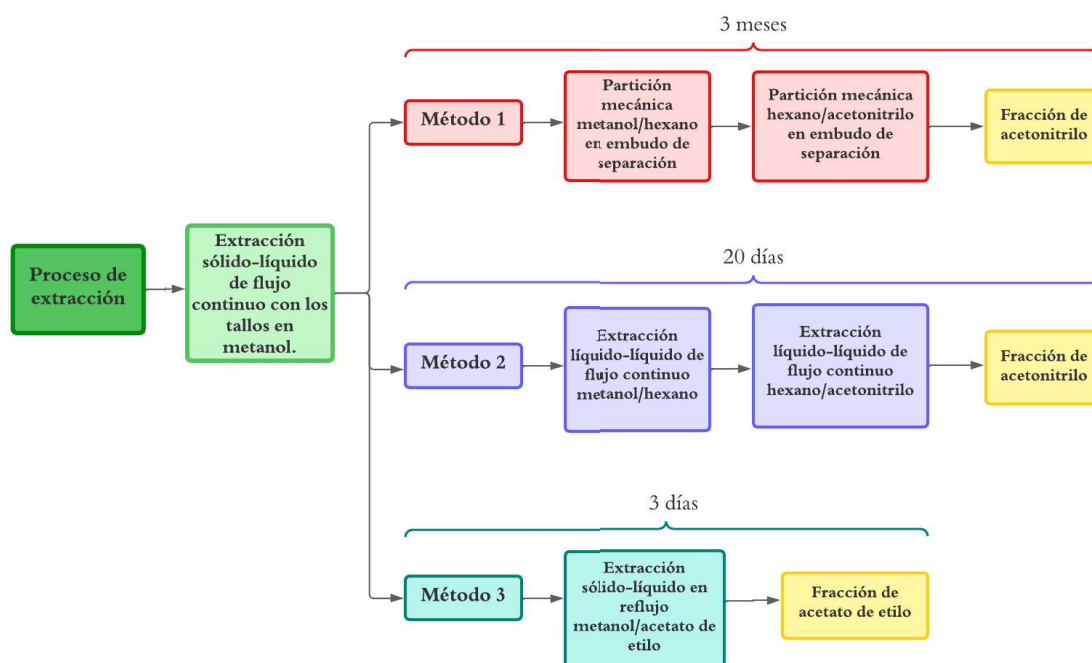 3 meses
Método 1
Partición
mecánica
metanol/hexano
en embudo de
separación
Partición mecánica
hexano/acetonitrilo
en embudo de
separación
Fracción de
acetonitrilo
Proceso de
extracción
Extracción
sólido-líquido
de flujo
continuo con los
tallos en
metanol.
20 días
Método 2
Extracción
líquido-líquido de
flujo continuo
metanol/hexano
Extracción
líquido-líquido de
flujo continuo
hexano/acetonitrilo
Fracción de
acetonitrilo
3 días
Método 3
Extracción
sólido-líquido en
reflujo
metanol/acetato de
etilo
Fracción de
acetato de etilo